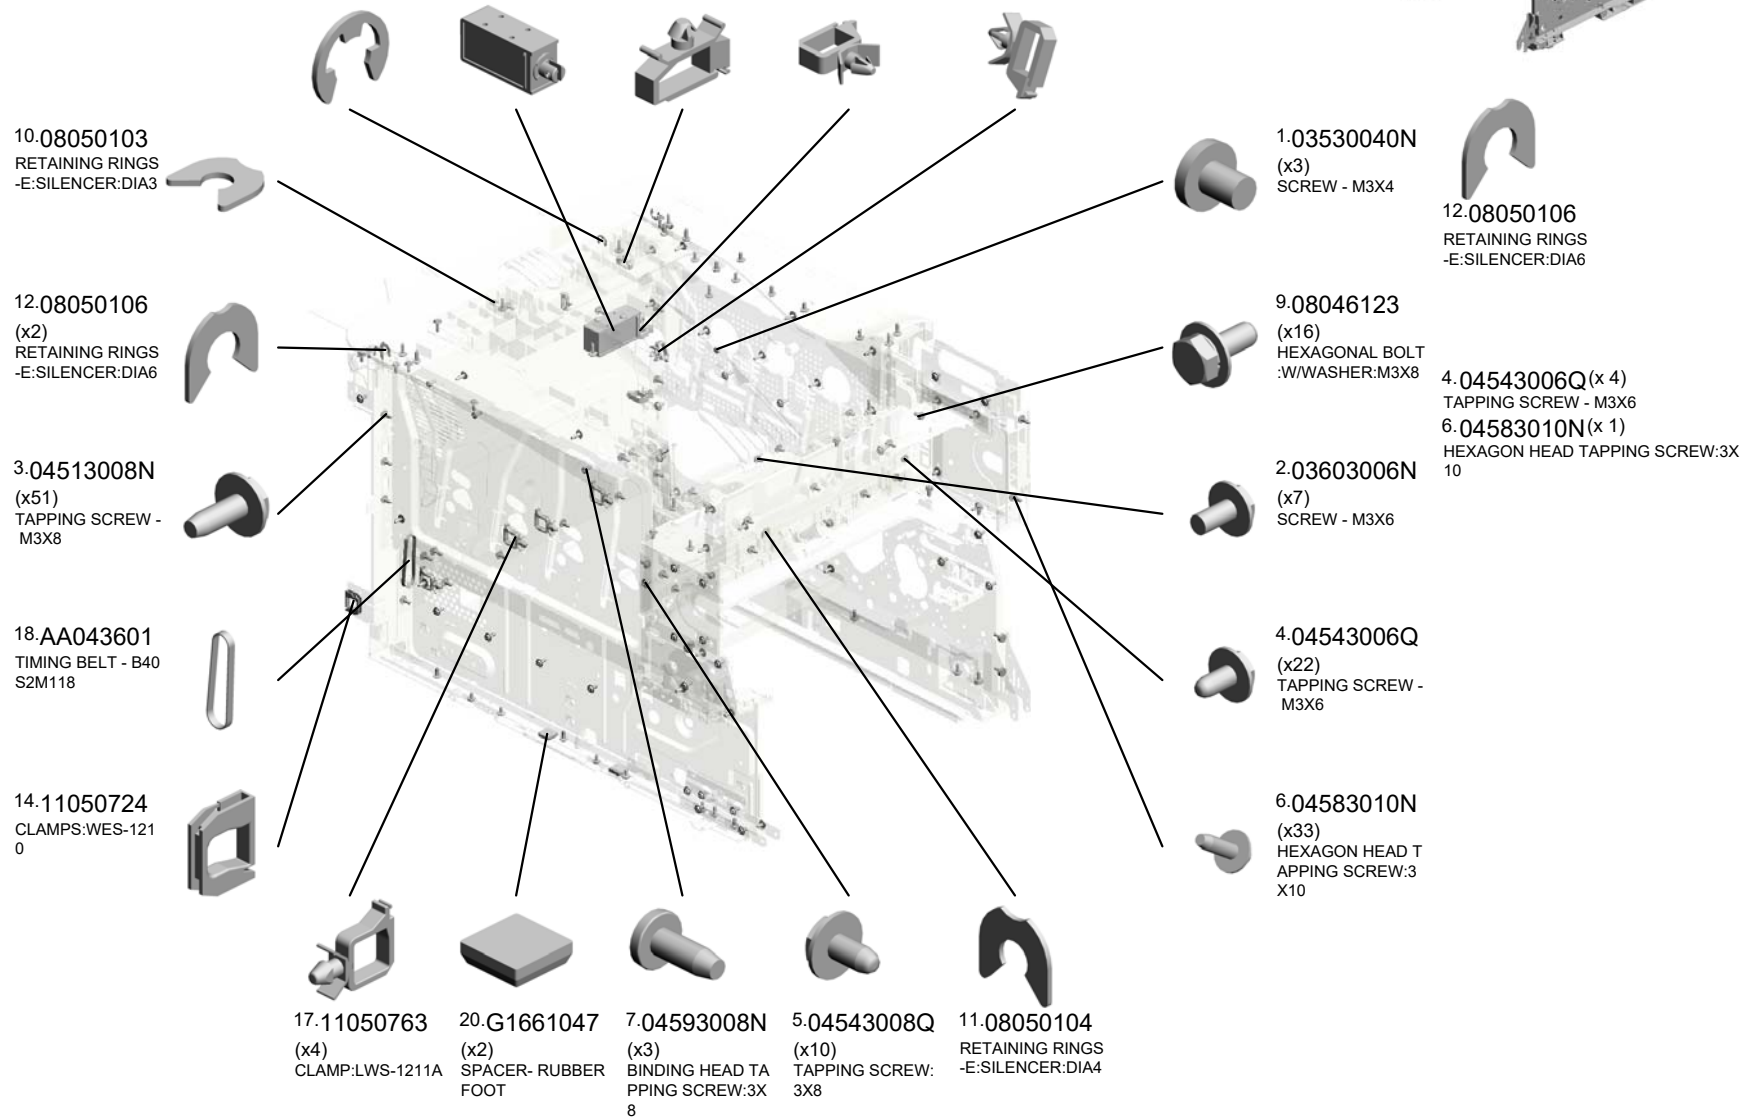 10.08050103
RETAINING RINGS
-E:SILENCER:DIA3
12.08050106
(x2)
RETAINING RINGS
-E:SILENCER:DIA6
3.04513008N
(x51)
TAPPING SCREW -
M3X8
18.AA043601
TIMING BELT - B40
S2M118
14.11050724
CLAMPS:WES-121
0
17.11050763
(x4)
CLAMP:LWS-1211A
20.G1661047
(x2)
SPACER- RUBBER
FOOT
7.04593008N
(x3)
BINDING HEAD TA
PPING SCREW:3X
8
5.04543008Q
(x10)
TAPPING SCREW:
3X8
11.08050104
RETAINING RINGS
-E:SILENCER:DIA4
1.03530040N
(x3)
SCREW - M3X4
9.08046123
(x16)
HEXAGONAL BOLT
:W/WASHER:M3X8
2.03603006N
(x7)
SCREW - M3X6
4.04543006Q
(x22)
TAPPING SCREW -
M3X6
6.04583010N
(x33)
HEXAGON HEAD T
APPING SCREW:3
X10
12.08050106
RETAINING RINGS
-E:SILENCER:DIA6
4.04543006Q(x 4)
TAPPING SCREW - M3X6
6.04583010N(x 1)
HEXAGON HEAD TAPPING SCREW:3X
10